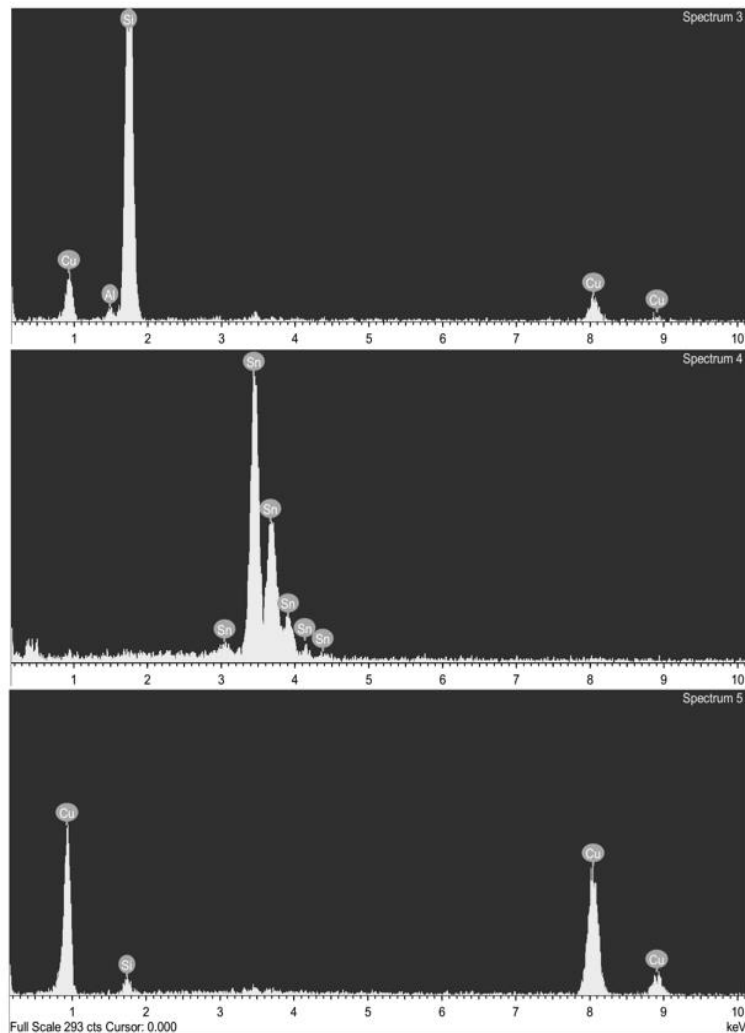 Spectrum 3
Si
Cu
Al
Cu
Cu
1 2 3 4 5 6 7 8 9 10
Spectrum 4
Sn
Sn
Sn
Sn
Sn
Sn
1 2 3 4 5 6 7 8 9 10
Spectrum 5
Cu
Cu
Si
Cu
1 2 3 4 5 6 7 8 9 10
Full Scale 293 cts Cursor: 0.000 keV